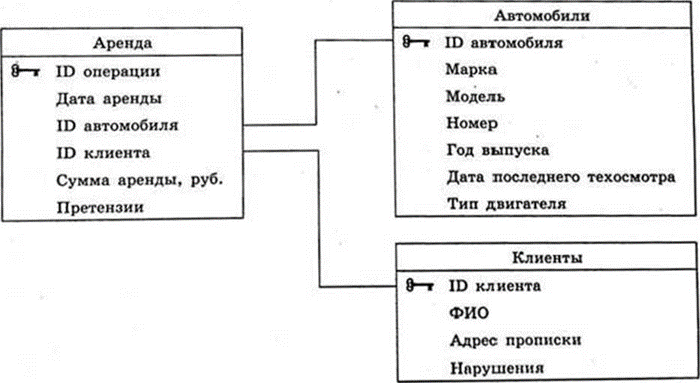 Аренда
ID операции
Дата аренды
ID автомобиля
ID клиента
Сумма аренды, руб.
Претензии
Автомобили
ID автомобиля
Марка
Модель
Номер
Год выпуска
Дата последнего техосмотра
Тип двигателя
Клиенты
ID клиента
ФИО
Адрес прописки
Нарушения